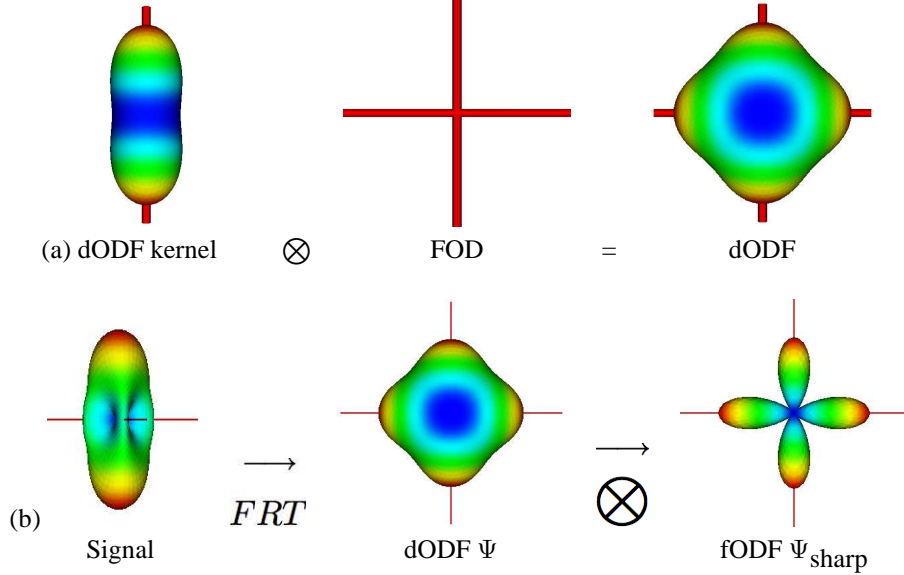 (a) dODF kernel ⊗ FOD = dODF
⟶ ⟶
(b) FRT ⊗
Signal dODF Ψ fODF Ψsharp